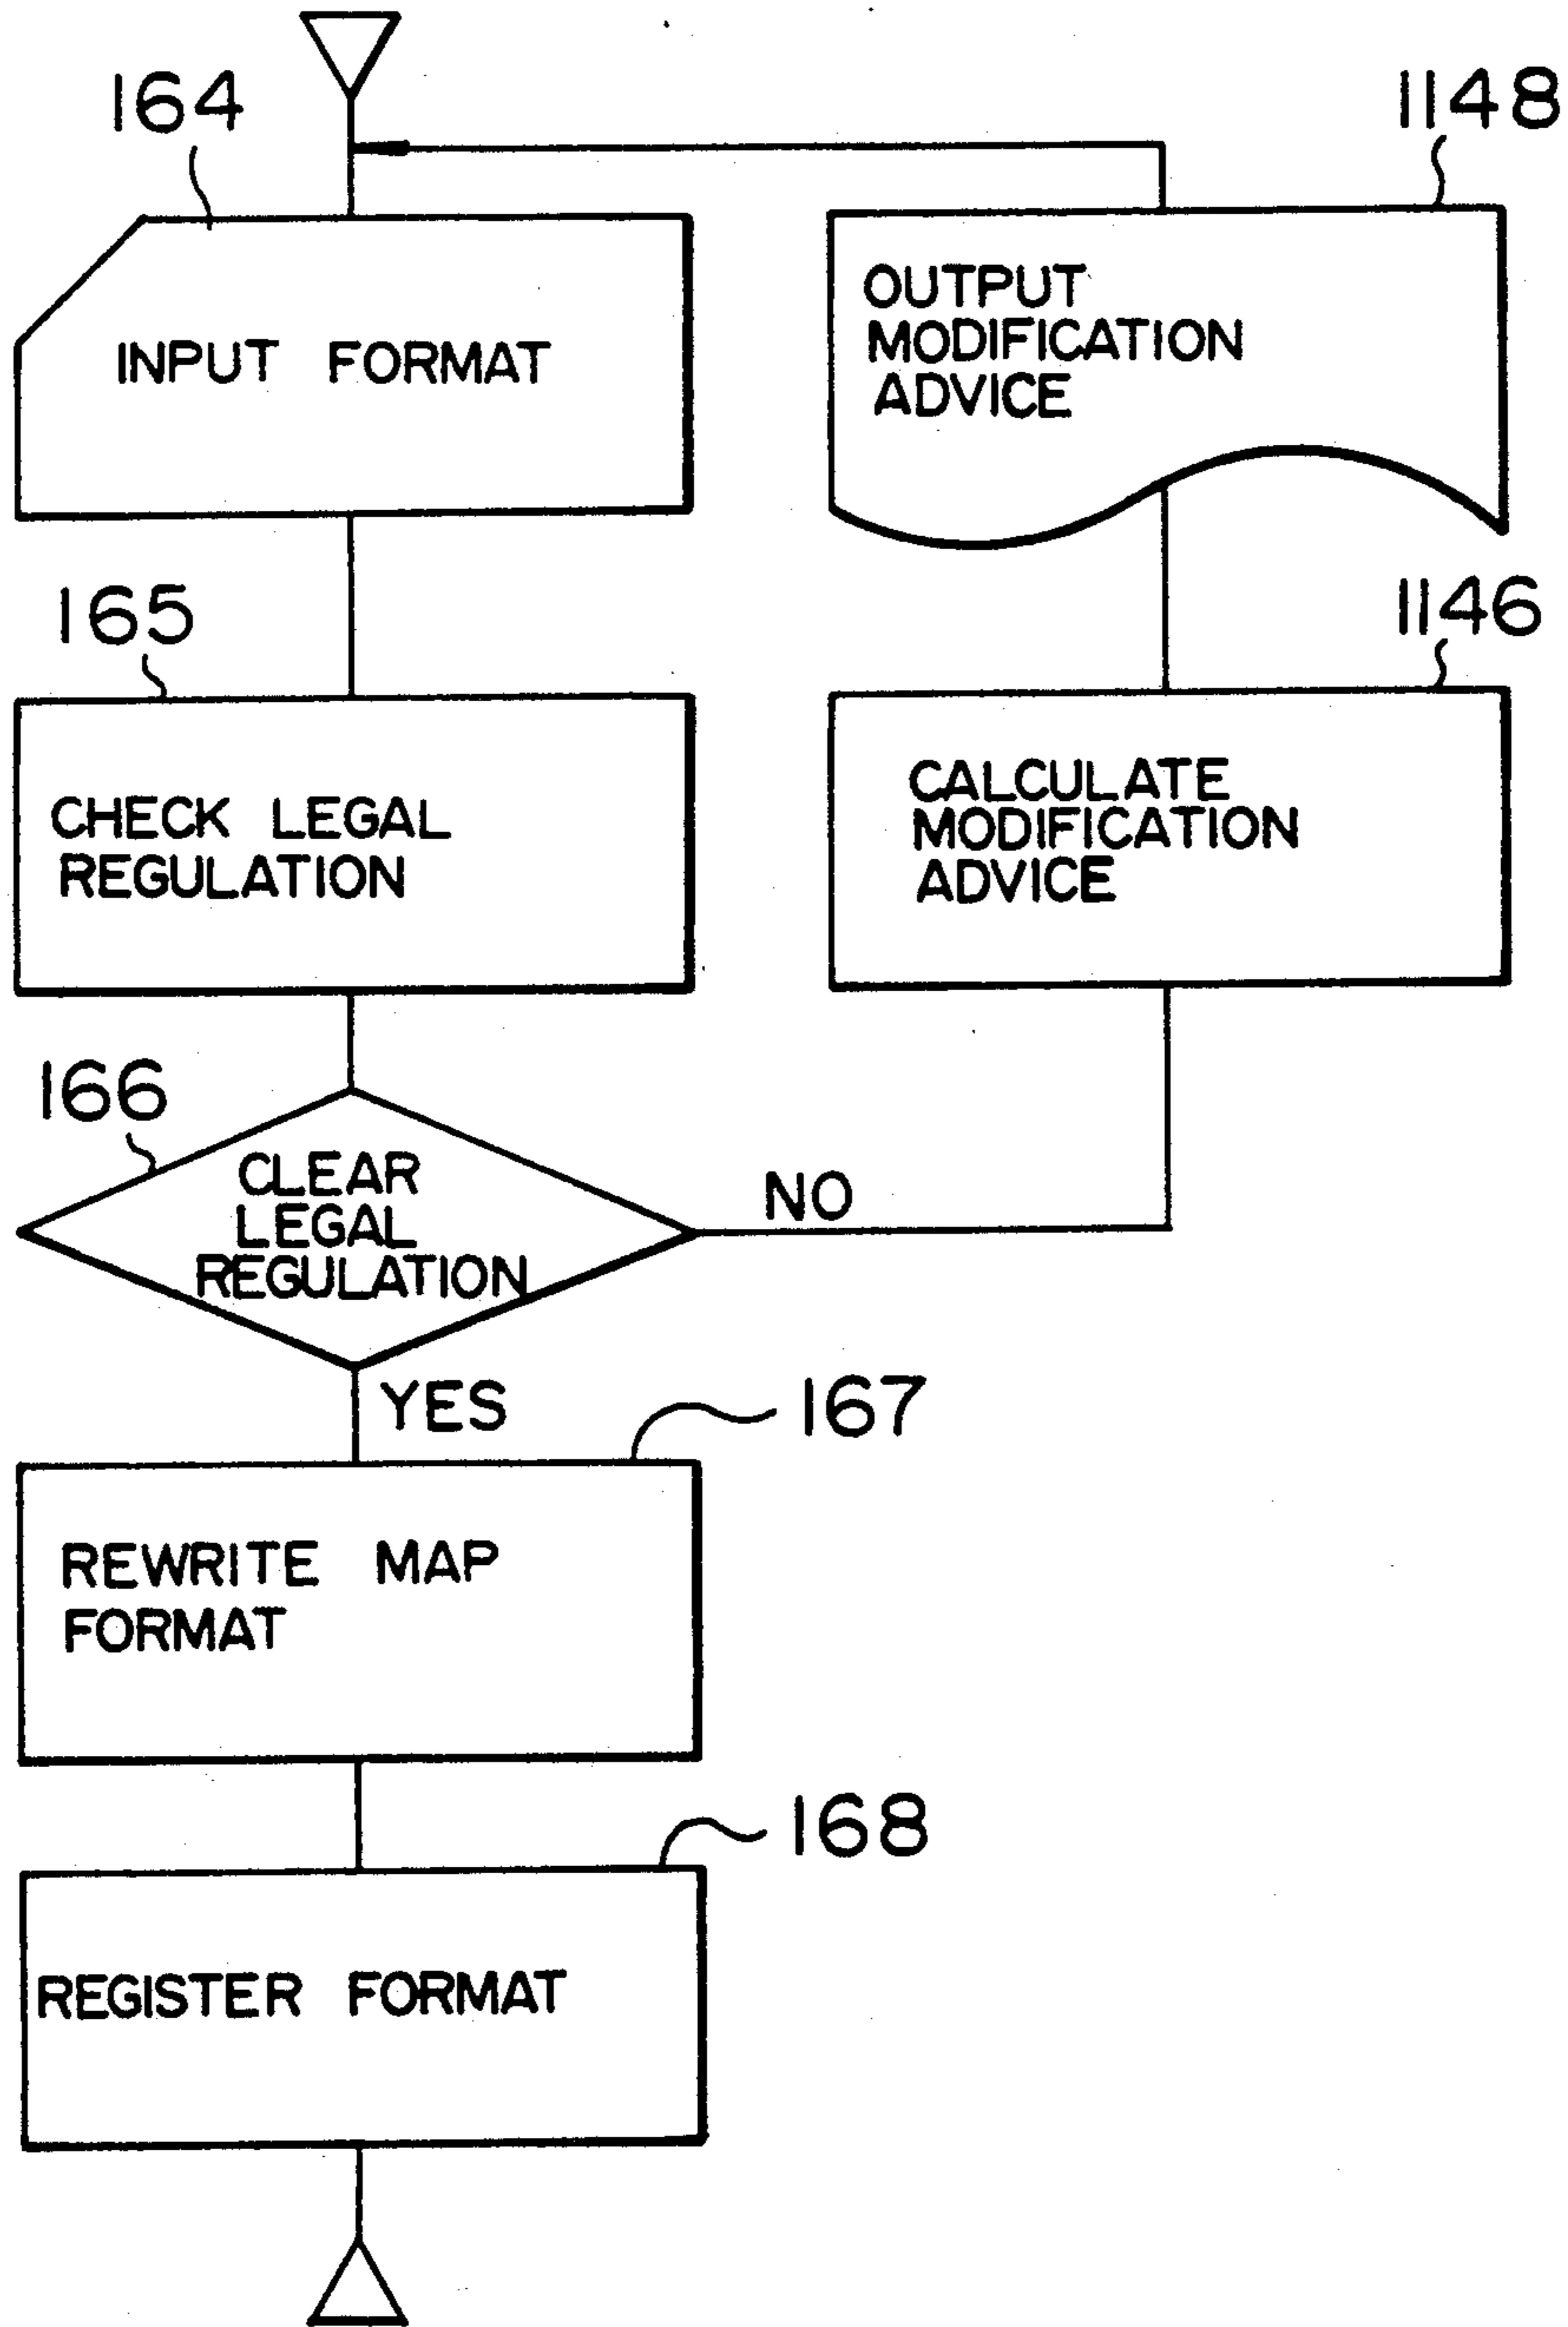 164
INPUT FORMAT
165
CHECK LEGAL
REGULATION
166
CLEAR
LEGAL
REGULATION
NO
YES
167
REWRITE MAP
FORMAT
168
REGISTER FORMAT
1148
OUTPUT
MODIFICATION
ADVICE
1146
CALCULATE
MODIFICATION
ADVICE